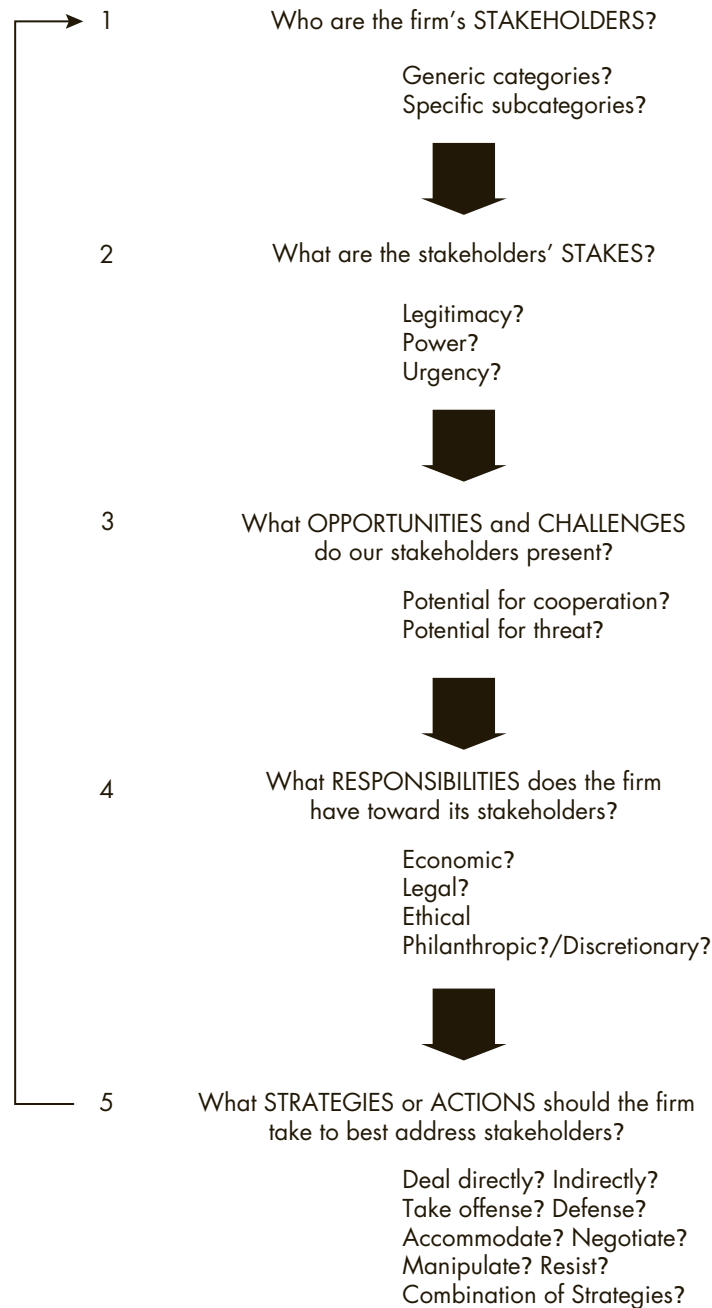 1 Who are the firm’s STAKEHOLDERS?
Generic categories?
Specific subcategories?
2 What are the stakeholders’ STAKES?
Legitimacy?
Power?
Urgency?
3 What OPPORTUNITIES and CHALLENGES
do our stakeholders present?
Potential for cooperation?
Potential for threat?
4 What RESPONSIBILITIES does the firm
have toward its stakeholders?
Economic?
Legal?
Ethical
Philanthropic?/Discretionary?
5 What STRATEGIES or ACTIONS should the firm
take to best address stakeholders?
Deal directly? Indirectly?
Take offense? Defense?
Accommodate? Negotiate?
Manipulate? Resist?
Combination of Strategies?